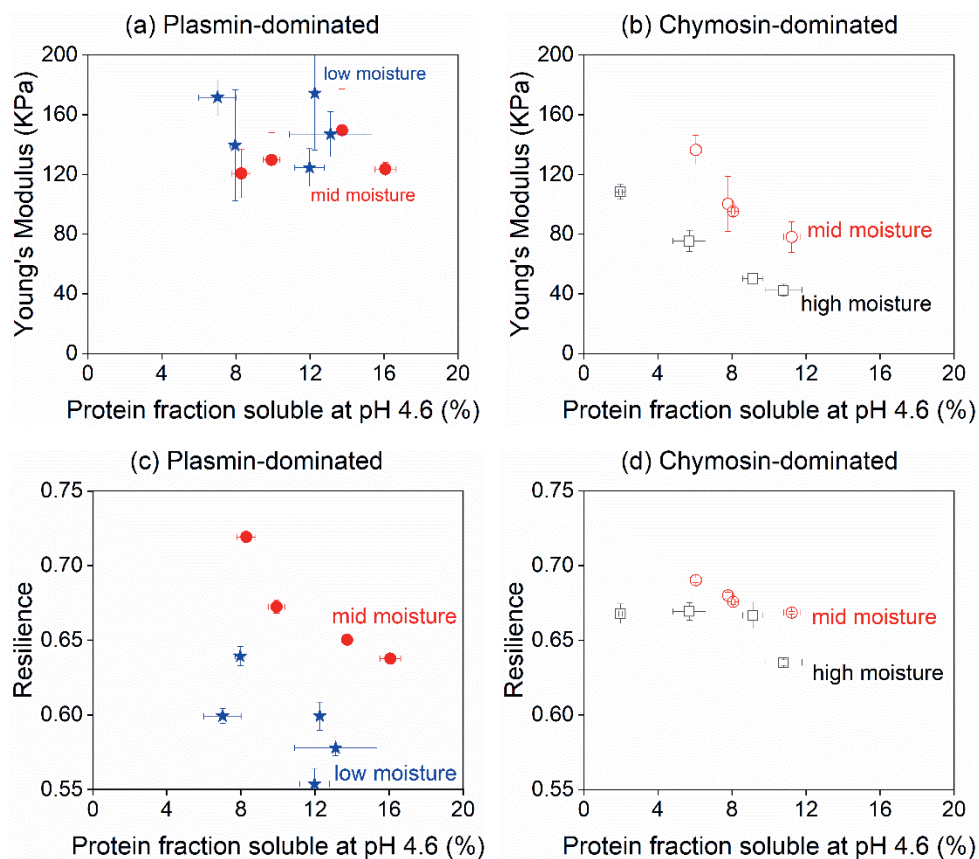 (a) Plasmin-dominated
200
160
120
80
40
0
Young's Modulus (KPa)
low moisture
mid moisture
0 4 8 12 16 20
Protein fraction soluble at pH 4.6 (%)
(b) Chymosin-dominated
200
160
120
80
40
0
Young's Modulus (KPa)
mid moisture
high moisture
0 4 8 12 16 20
Protein fraction soluble at pH 4.6 (%)
(c) Plasmin-dominated
0.75
0.70
0.65
0.60
0.55
Resilience
mid moisture
low moisture
0 4 8 12 16 20
Protein fraction soluble at pH 4.6 (%)
(d) Chymosin-dominated
0.75
0.70
0.65
0.60
0.55
Resilience
mid moisture
high moisture
0 4 8 12 16 20
Protein fraction soluble at pH 4.6 (%)